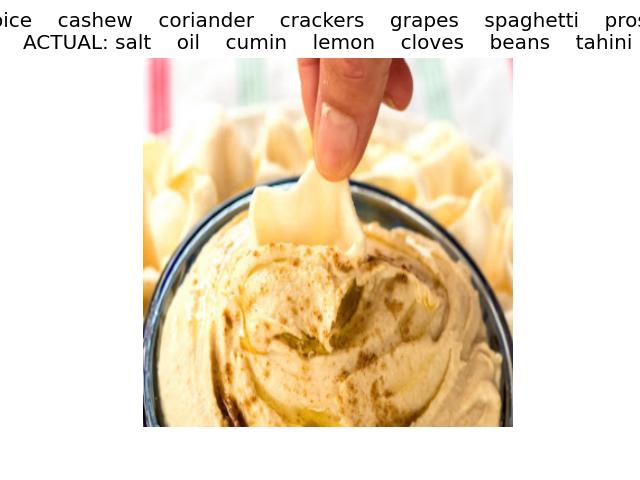 cashew coriander crackers grapes spaghetti
ACTUAL: salt oil cumin lemon cloves beans tahini